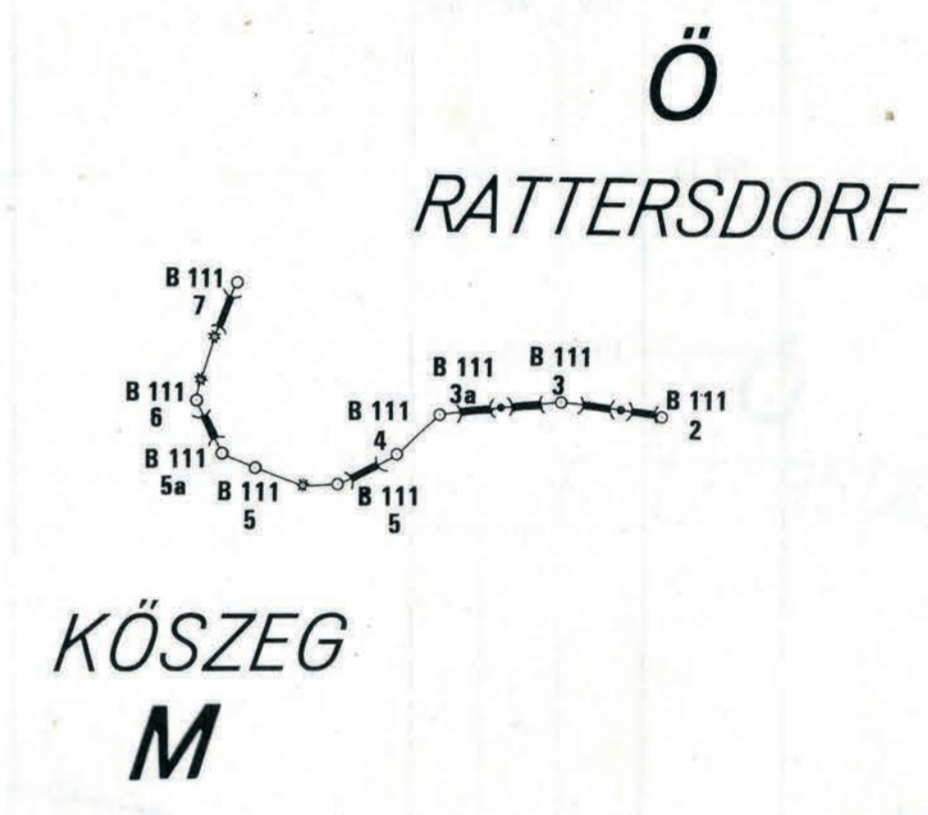 Ö
RATTERSDORF
B 111
7
B 111
6
B 111
5a
B 111
5
B 111
5
B 111
4
B 111
3a
B 111
3
B 111
2
KŐSZEG
M